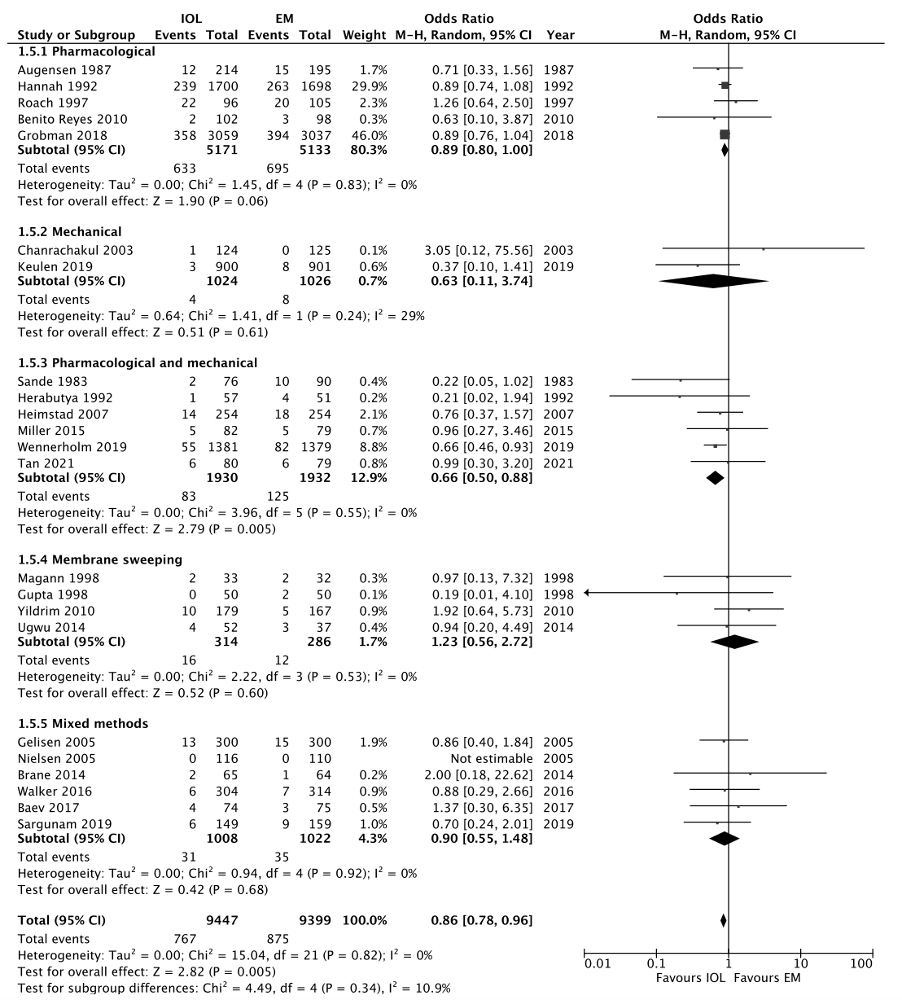 IOL EM Odds Ratio Odds Ratio
Study or Subgroup Events Total Events Total Weight M-H, Random, 95% CI Year M-H, Random, 95% CI
1.5.1 Pharmacological
Augensen 1987 12 214 15 195 1.7% 0.71 [0.33, 1.56] 1987
Hannah 1992 239 1700 263 1698 29.9% 0.89 [0.74, 1.08] 1992
Roach 1997 22 96 20 105 2.3% 1.26 [0.64, 2.50] 1997
Benito Reyes 2010 2 102 3 98 0.3% 0.63 [0.10, 3.87] 2010
Grobman 2018 358 3059 394 3037 46.0% 0.89 [0.76, 1.04] 2018
Subtotal (95% CI) 5171 5133 80.3% 0.89 [0.80, 1.00]
Total events 633 695
Heterogeneity: Tau² = 0.00; Chi² = 1.45, df = 4 (P = 0.83); I² = 0%
Test for overall effect: Z = 1.90 (P = 0.06)
1.5.2 Mechanical
Chanrachakul 2003 1 124 0 125 0.1% 3.05 [0.12, 75.56] 2003
Keulen 2019 3 900 8 901 0.6% 0.37 [0.10, 1.41] 2019
Subtotal (95% CI) 1024 1026 0.7% 0.63 [0.11, 3.74]
Total events 4 8
Heterogeneity: Tau² = 0.64; Chi² = 1.41, df = 1 (P = 0.24); I² = 29%
Test for overall effect: Z = 0.51 (P = 0.61)
1.5.3 Pharmacological and mechanical
Sande 1983 2 76 10 90 0.4% 0.22 [0.05, 1.02] 1983
Herabutya 1992 1 57 4 51 0.2% 0.21 [0.02, 1.94] 1992
Heimstad 2007 14 254 18 254 2.1% 0.76 [0.37, 1.57] 2007
Miller 2015 5 82 5 79 0.6% 0.96 [0.27, 3.46] 2015
Wennerholm 2019 55 1381 82 1379 8.8% 0.66 [0.46, 0.93] 2019
Tan 2021 6 80 6 79 0.8% 0.99 [0.30, 3.20] 2021
Subtotal (95% CI) 1930 1932 12.9% 0.66 [0.50, 0.88]
Total events 83 125
Heterogeneity: Tau² = 0.00; Chi² = 3.96, df = 5 (P = 0.55); I² = 0%
Test for overall effect: Z = 2.79 (P = 0.005)
1.5.4 Membrane sweeping
Magann 1998 2 33 2 32 0.3% 0.97 [0.13, 7.32] 1998
Gupta 1998 0 50 2 50 0.2% 0.19 [0.01, 4.10] 1998
Yildrim 2010 10 179 5 167 0.9% 1.92 [0.64, 5.73] 2010
Ugwu 2014 4 52 3 37 0.4% 0.94 [0.20, 4.49] 2014
Subtotal (95% CI) 314 286 1.7% 1.23 [0.56, 2.72]
Total events 16 12
Heterogeneity: Tau² = 0.00; Chi² = 2.22, df = 3 (P = 0.53); I² = 0%
Test for overall effect: Z = 0.52 (P = 0.60)
1.5.5 Mixed methods
Gelisen 2005 13 300 15 300 1.9% 0.86 [0.40, 1.84] 2005
Nielsen 2005 0 116 0 110 Not estimable 2005
Brane 2014 2 65 1 64 0.2% 2.00 [0.18, 22.62] 2014
Walker 2016 6 304 7 314 0.9% 0.88 [0.29, 2.66] 2016
Baev 2017 4 74 3 75 0.5% 1.37 [0.30, 6.35] 2017
Sargunam 2019 6 149 9 159 1.0% 0.70 [0.24, 2.01] 2019
Subtotal (95% CI) 1008 1022 4.3% 0.90 [0.55, 1.48]
Total events 31 35
Heterogeneity: Tau² = 0.00; Chi² = 0.94, df = 4 (P = 0.92); I² = 0%
Test for overall effect: Z = 0.42 (P = 0.68)
Total (95% CI) 9447 9399 100.0% 0.86 [0.78, 0.96]
Total events 767 875
Heterogeneity: Tau² = 0.00; Chi² = 15.04, df = 21 (P = 0.82); I² = 0%
Test for overall effect: Z = 2.82 (P = 0.005)
Test for subgroup differences: Chi² = 4.49, df = 4 (P = 0.34), I² = 10.9%
0.01 0.1 1 10 100
Favours IOL Favours EM